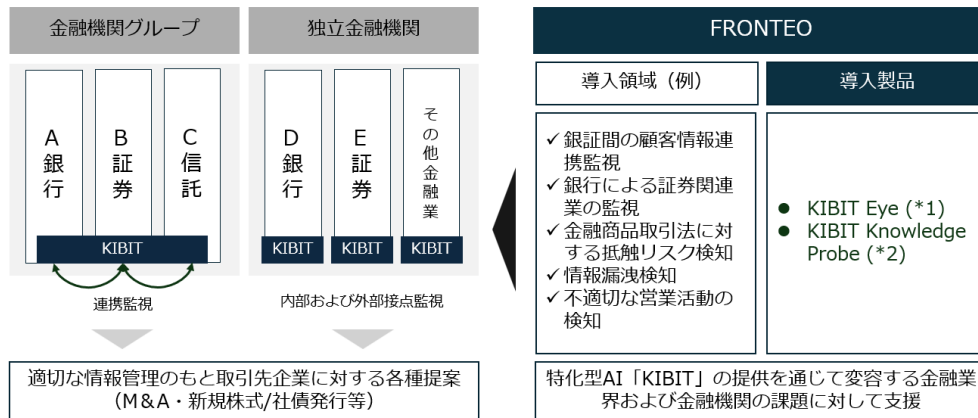 金融機関グループ
独立金融機関
FRONTEO
A銀行
B証券
C信託
KIBIT
連携監視
D銀行
E証券
その他金融業
KIBIT
KIBIT
KIBIT
内部および外部接点監視
適切な情報管理のもと取引先企業に対する各種提案
（M&A・新規株式/社債発行等）
導入領域（例）
導入製品
✓銀証間の顧客情報連
携監視
✓銀行による証券関連
業の監視
✓金融商品取引法に対
する抵触リスク検知
✓情報漏洩検知
✓不適切な営業活動の
検知
● KIBIT Eye (*1)
● KIBIT Knowledge
Probe (*2)
特化型AI「KIBIT」の提供を通じて変容する金融業
界および金融機関の課題に対して支援